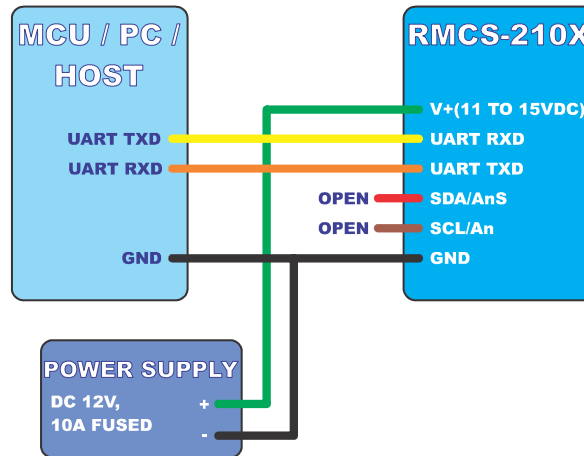 MCU / PC /
HOST
UART TXD
UART RXD
GND
RMCS-210X
V+(11 TO 15VDC)
UART RXD
UART TXD
OPEN SDA/AnS
OPEN SCL/An
GND
POWER SUPPLY
DC 12V, +
10A FUSED
-